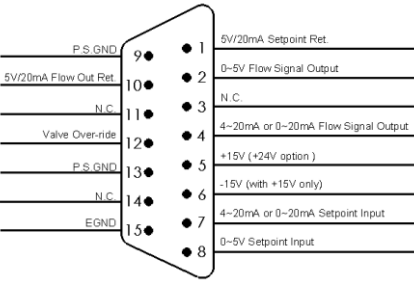 5V/20mA Setpoint Ret.
P.S.GND 9 1
0~5V Flow Signal Output
5V/20mA Flow Out Ret. 10 2
N.C.
N.C. 11 3
4~20mA or 0~20mA Flow Signal Output
Valve Over-ride 12 4
+15V (+24V option )
P.S.GND 13 5
-15V (with +15V only)
N.C. 14 6
4~20mA or 0~20mA Setpoint Input
EGND 15 7
0~5V Setpoint Input
8